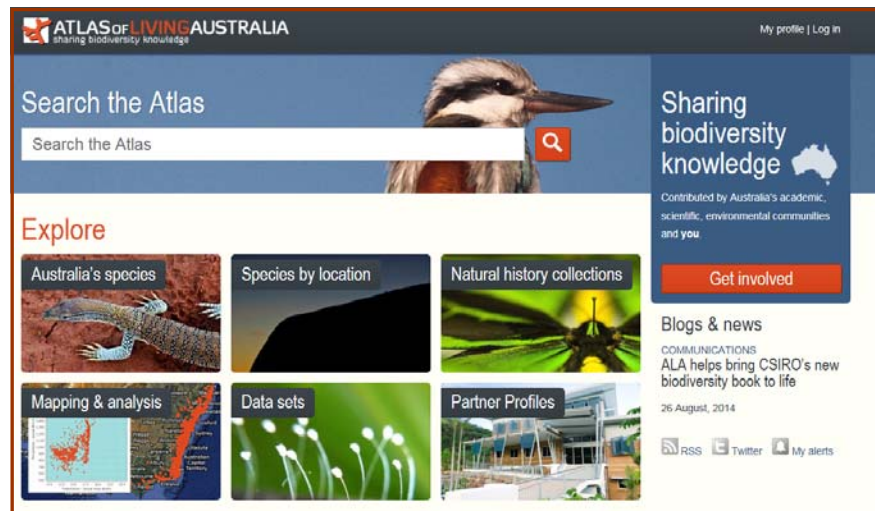 ATLAS OF LIVING AUSTRALIA
sharing biodiversity knowledge
My profile | Log in
Search the Atlas
Search the Atlas
Sharing
biodiversity
knowledge
Contributed by Australia's academic,
scientific, environmental communities
and you.
Get involved
Explore
Australia's species
Species by location
Natural history collections
Mapping & analysis
Data sets
Partner Profiles
Blogs & news
COMMUNICATIONS
ALA helps bring CSIRO's new
biodiversity book to life
26 August, 2014
RSS
Twitter
My alerts